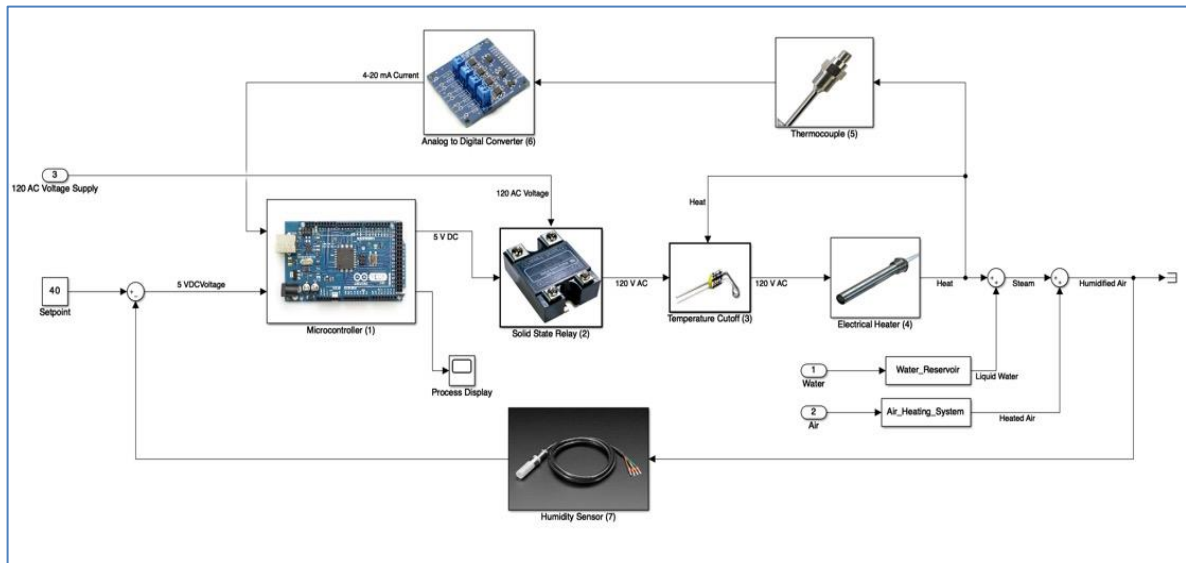 4-20 mA Current
Analog to Digital Converter (6)
Thermocouple (5)
3
120 AC Voltage Supply
120 AC Voltage
Heat
5 V DC
40
Setpoint
5 VDCVoltage
Microcontroller (1)
Solid State Relay (2)
120 V AC
Temperature Cutoff (3)
120 V AC
Electrical Heater (4)
Heat
Steam
Humidified Air
Process Display
1
Water
Water_Reservoir
Liquid Water
2
Air
Air_Heating_System
Heated Air
Humidity Sensor (7)